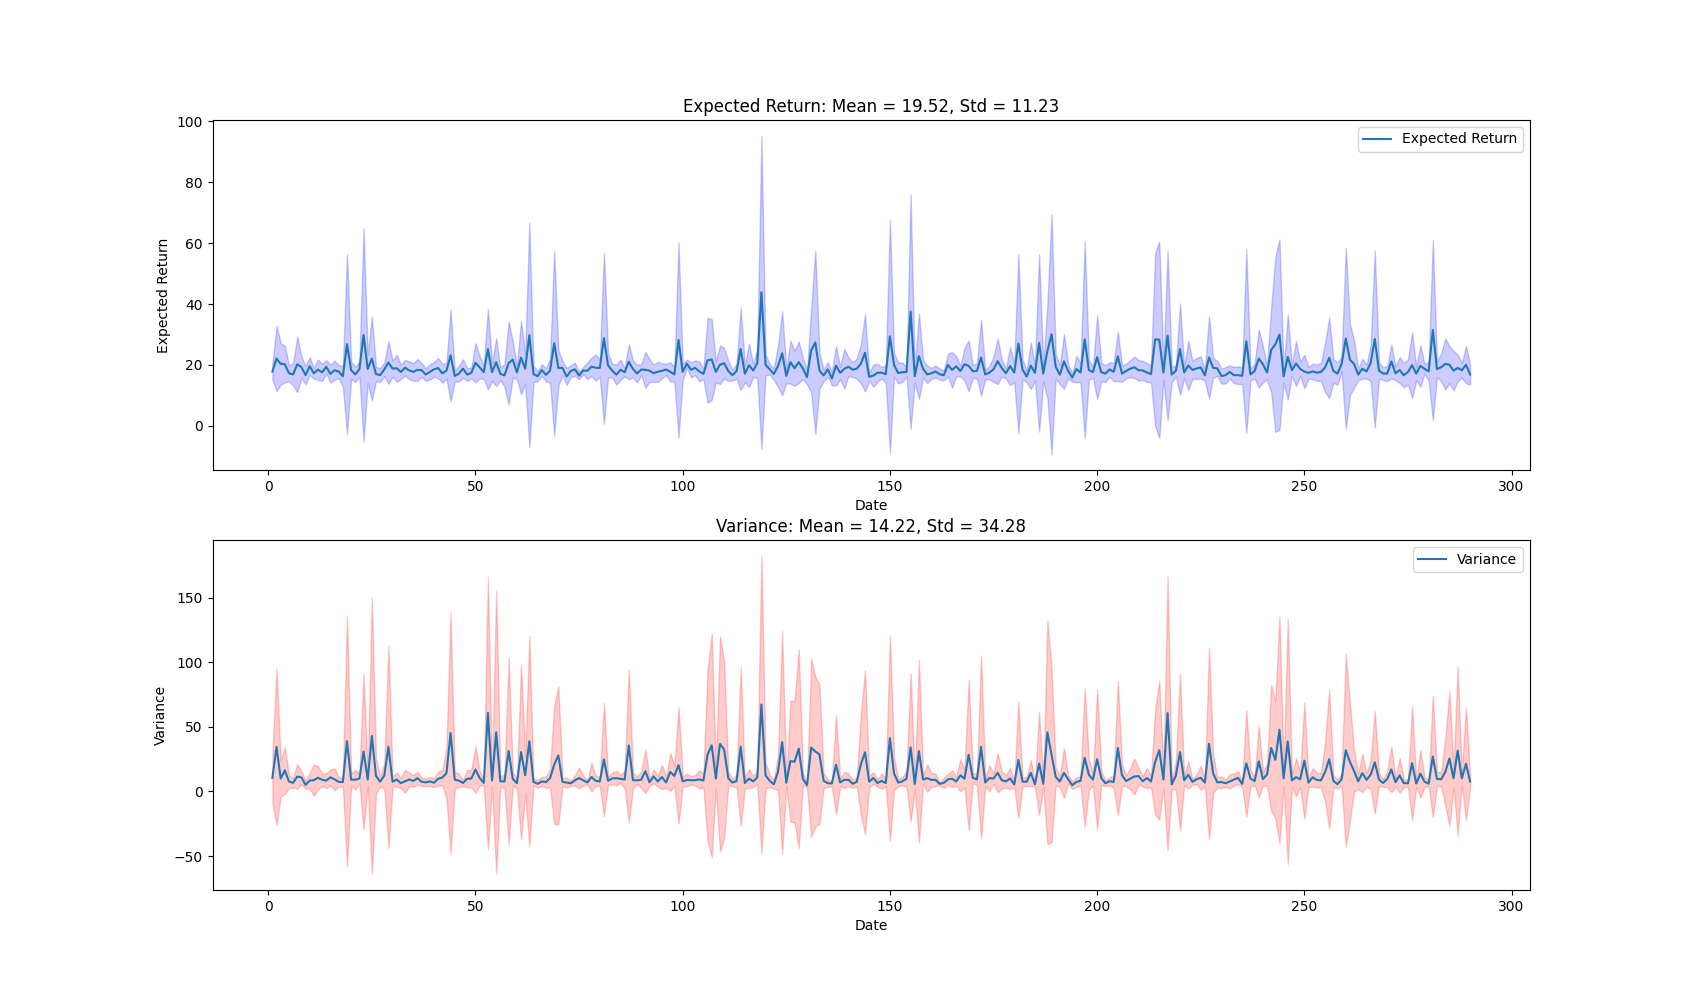 Expected Return: Mean = 19.52, Std = 11.23
Expected Return
100
80
60
40
20
0
Expected Return
0 50 100 150 200 250 300
Date
Variance: Mean = 14.22, Std = 34.28
Variance
150
100
50
0
−50
Variance
0 50 100 150 200 250 300
Date